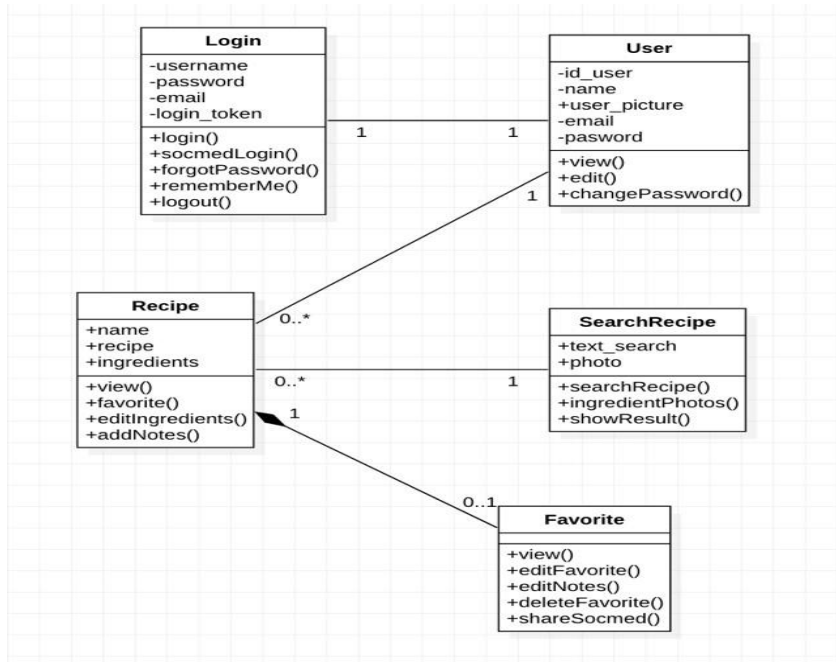 Login
-username
-password
-email
-login_token
+login()
+socmedLogin()
+forgotPassword()
+rememberMe()
+logout()
1
1
User
-id_user
-name
+user_picture
-email
-pasword
+view()
+edit()
+changePassword()
1
0..*
Recipe
+name
+recipe
+ingredients
+view()
+favorite()
+editIngredients()
+addNotes()
0..*
1
SearchRecipe
+text_search
+photo
+searchRecipe()
+ingredientPhotos()
+showResult()
1
0..1
Favorite
+view()
+editFavorite()
+editNotes()
+deleteFavorite()
+shareSocmed()